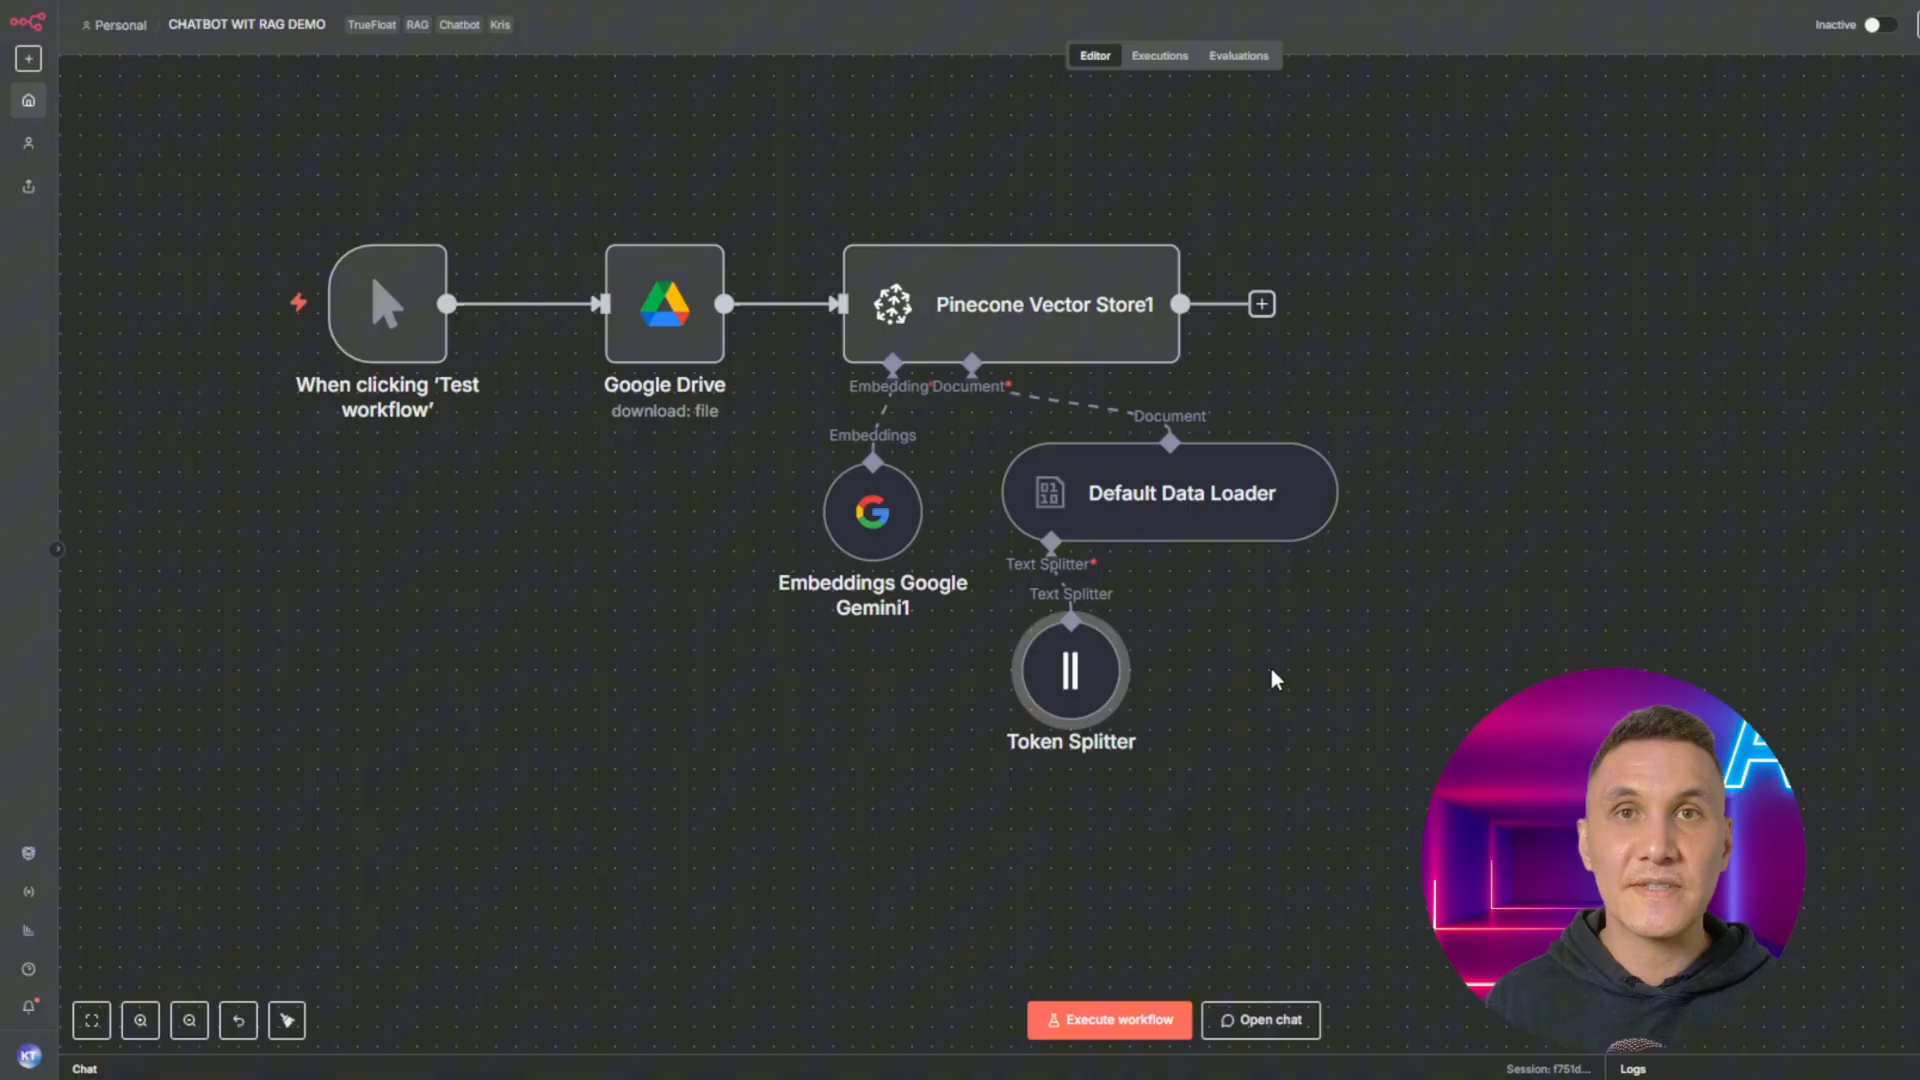 Personal
CHATBOT WIT RAG DEMO
TrueFloat RAG Chatbot Kris
Inactive
Editor
Executions
Evaluations
Pinecone Vector Store1
When clicking ‘Test
workflow’
Google Drive
download: file
Embedding*
Document*
Embeddings
Document
Default Data Loader
Embeddings Google
Gemini1
Text Splitter*
Text Splitter
Token Splitter
A
Execute workflow
Open chat
KT
Chat
Session: f751d...
Logs